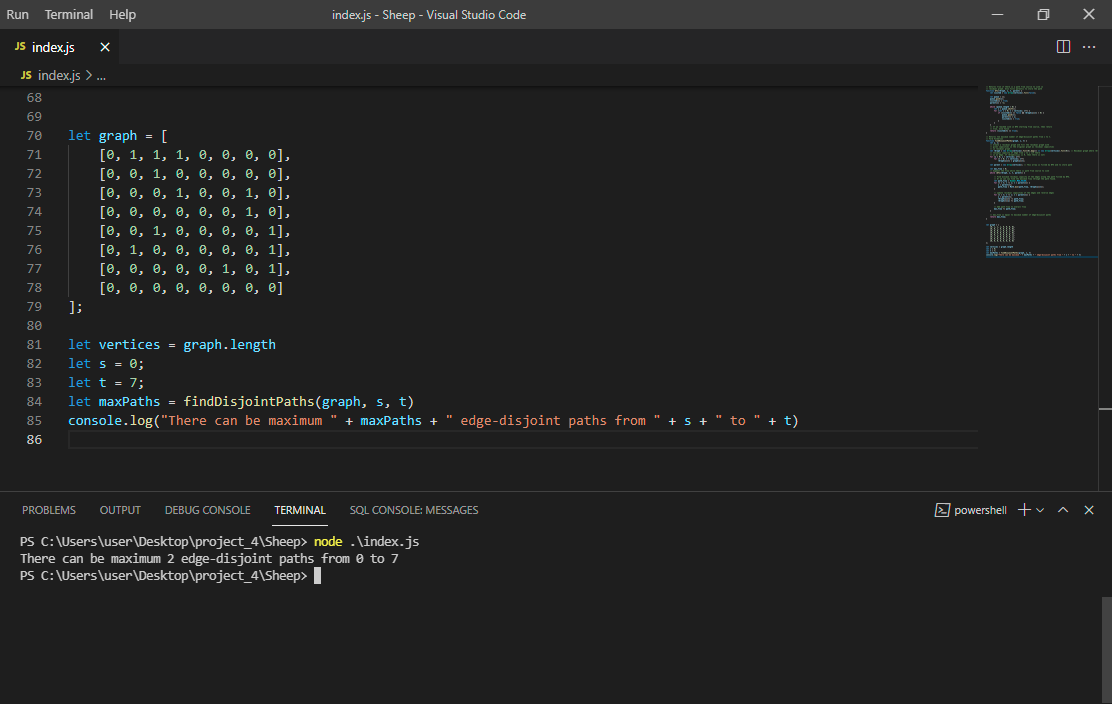 Run Terminal Help index.js - Sheep - Visual Studio Code
JS index.js
JS index.js > ...
68
69
70 let graph = [
71 [0, 1, 1, 1, 0, 0, 0, 0],
72 [0, 0, 1, 0, 0, 0, 0, 0],
73 [0, 0, 0, 1, 0, 0, 1, 0],
74 [0, 0, 0, 0, 0, 0, 1, 0],
75 [0, 0, 1, 0, 0, 0, 0, 1],
76 [0, 1, 0, 0, 0, 0, 0, 1],
77 [0, 0, 0, 0, 0, 1, 0, 1],
78 [0, 0, 0, 0, 0, 0, 0, 0]
79 ];
80
81 let vertices = graph.length
82 let s = 0;
83 let t = 7;
84 let maxPaths = findDisjointPaths(graph, s, t)
85 console.log("There can be maximum " + maxPaths + " edge-disjoint paths from " + s + " to " + t)
86
PROBLEMS OUTPUT DEBUG CONSOLE TERMINAL SQL CONSOLE: MESSAGES powershell
PS C:\Users\user\Desktop\project_4\Sheep> node .\index.js
There can be maximum 2 edge-disjoint paths from 0 to 7
PS C:\Users\user\Desktop\project_4\Sheep>